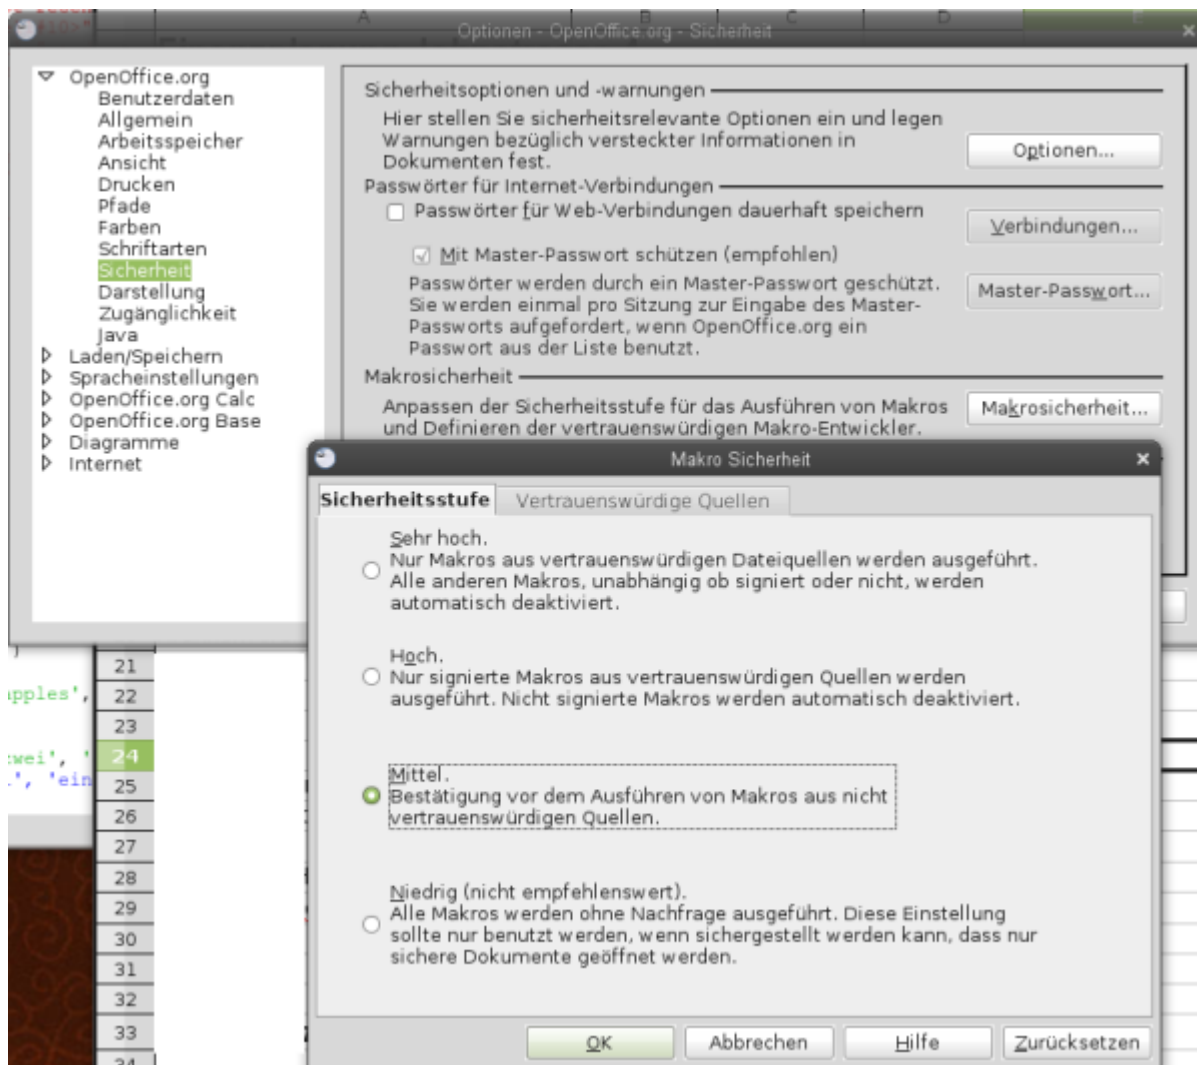 A B C D E
Optionen - OpenOffice.org - Sicherheit
OpenOffice.org
Benutzerdaten
Allgemein
Arbeitsspeicher
Ansicht
Drucken
Pfade
Farben
Schriftarten
Sicherheit
Darstellung
Zugänglichkeit
Java
Laden/Speichern
Spracheinstellungen
OpenOffice.org Calc
OpenOffice.org Base
Diagramme
Internet
Sicherheitsoptionen und -warnungen
Hier stellen Sie sicherheitsrelevante Optionen ein und legen
Warnungen bezüglich versteckter Informationen in
Dokumenten fest.
Optionen...
Passwörter für Internet-Verbindungen
Passwörter für Web-Verbindungen dauerhaft speichern
Verbindungen...
Mit Master-Passwort schützen (empfohlen)
Passwörter werden durch ein Master-Passwort geschützt.
Sie werden einmal pro Sitzung zur Eingabe des Master-
Passworts aufgefordert, wenn OpenOffice.org ein
Passwort aus der Liste benutzt.
Master-Passwort...
Makrosicherheit
Anpassen der Sicherheitsstufe für das Ausführen von Makros
und Definieren der vertrauenswürdigen Makro-Entwickler.
Makrosicherheit...
Makro Sicherheit
Sicherheitsstufe
Vertrauenswürdige Quellen
Sehr hoch.
Nur Makros aus vertrauenswürdigen Dateiquellen werden ausgeführt.
Alle anderen Makros, unabhängig ob signiert oder nicht, werden
automatisch deaktiviert.
Hoch.
Nur signierte Makros aus vertrauenswürdigen Quellen werden
ausgeführt. Nicht signierte Makros werden automatisch deaktiviert.
Mittel.
Bestätigung vor dem Ausführen von Makros aus nicht
vertrauenswürdigen Quellen.
Niedrig (nicht empfehlenswert).
Alle Makros werden ohne Nachfrage ausgeführt. Diese Einstellung
sollte nur benutzt werden, wenn sichergestellt werden kann, dass nur
sichere Dokumente geöffnet werden.
OK
Abbrechen
Hilfe
Zurücksetzen
apples',
zwei', '
', 'ein
21
22
23
24
25
26
27
28
29
30
31
32
33
34